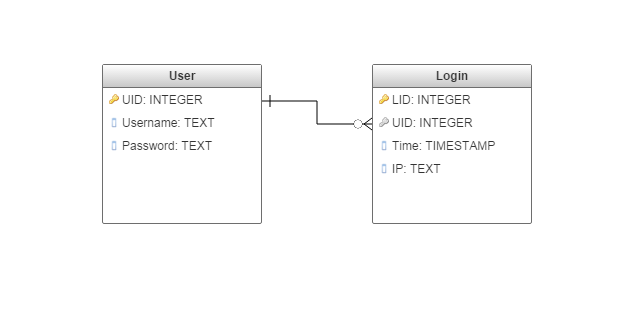 User
UID: INTEGER
Username: TEXT
Password: TEXT
Login
LID: INTEGER
UID: INTEGER
Time: TIMESTAMP
IP: TEXT